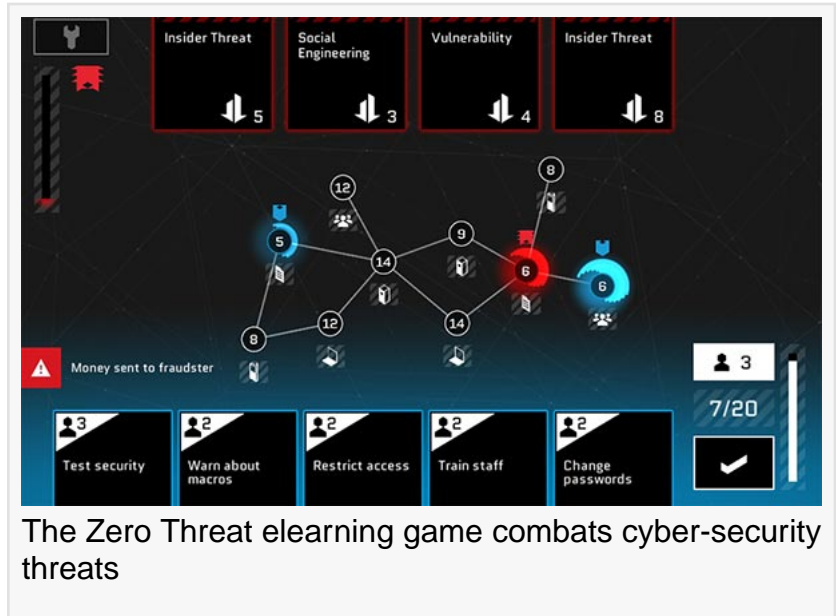 Insider Threat
5
Social
Engineering
3
Vulnerability
4
Insider Threat
8
8
12
9
5
14
6
6
8
12
14
Money sent to fraudster
3
7/20
3
Test security
2
Warn about
macros
2
Restrict access
2
Train staff
2
Change
passwords
The Zero Threat elearning game combats cyber-security
threats